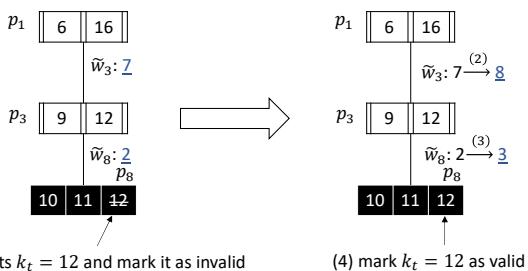 p₁ 6 16
w̃₃: 7
p₃ 9 12
w̃₈: 2
p₈
10 11 12
ts kₜ = 12 and mark it as invalid
p₁ 6 16
w̃₃: 7 (2)⟶ 8
p₃ 9 12
w̃₈: 2 (3)⟶ 3
p₈
10 11 12
(4) mark kₜ = 12 as valid